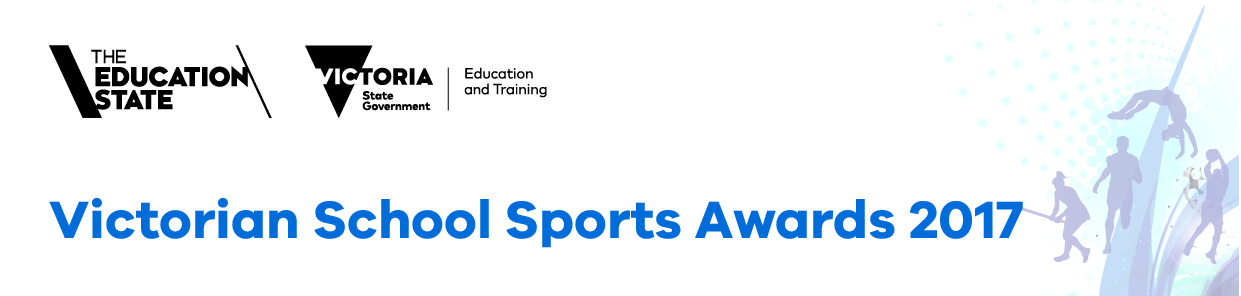 THE
EDUCATION
STATE
VICTORIA
State
Government
Education
and Training
Victorian School Sports Awards 2017